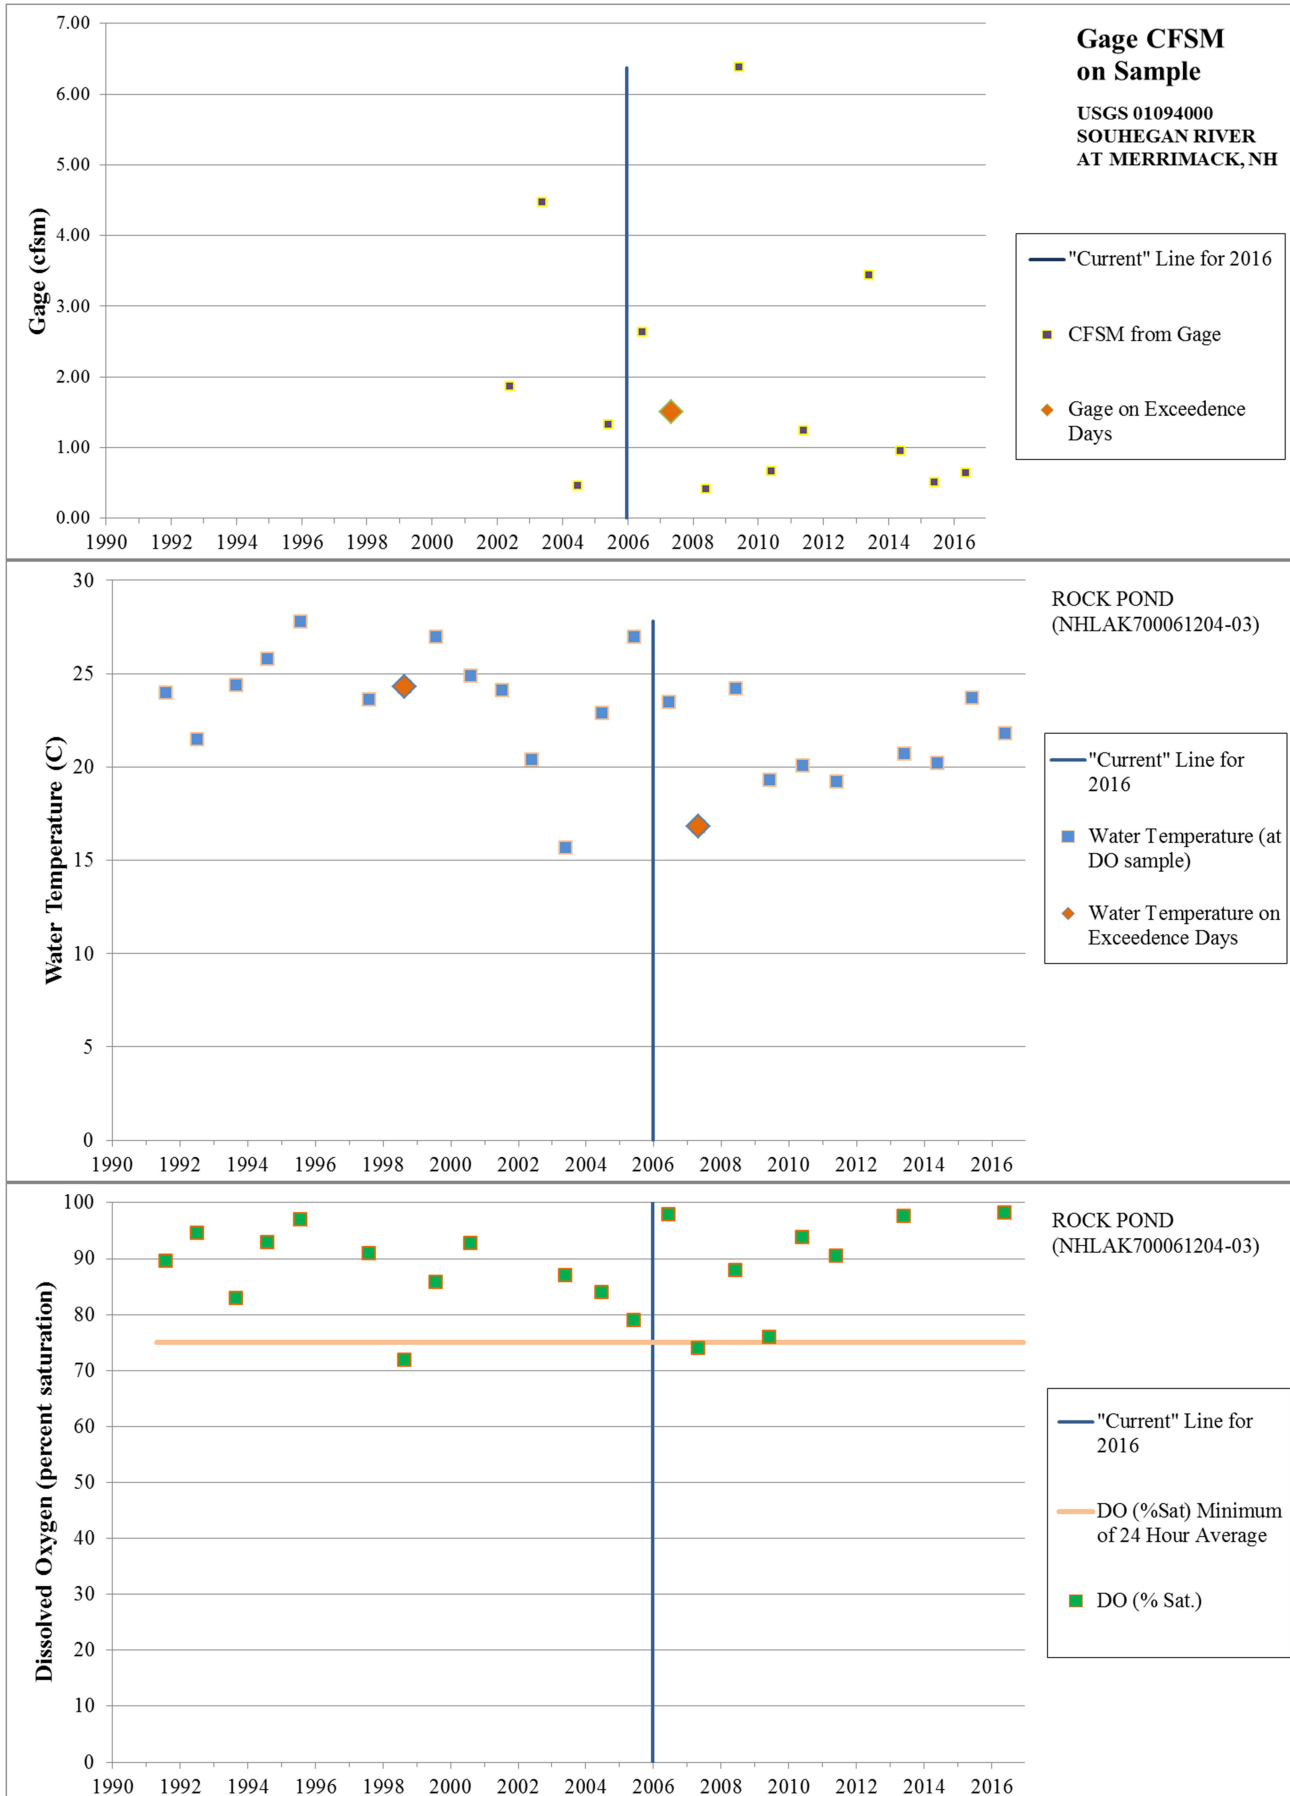 Gage CFSM
on Sample
USGS 01094000
SOUHEGAN RIVER
AT MERRIMACK, NH
7.00
6.00
5.00
4.00
3.00
2.00
1.00
0.00
Gage (cfsm)
1990 1992 1994 1996 1998 2000 2002 2004 2006 2008 2010 2012 2014 2016
"Current" Line for 2016
CFSM from Gage
Gage on Exceedence
Days
ROCK POND
(NHLAK700061204-03)
30
25
20
15
10
5
0
Water Temperature (C)
1990 1992 1994 1996 1998 2000 2002 2004 2006 2008 2010 2012 2014 2016
"Current" Line for
2016
Water Temperature (at
DO sample)
Water Temperature on
Exceedence Days
ROCK POND
(NHLAK700061204-03)
100
90
80
70
60
50
40
30
20
10
0
Dissolved Oxygen (percent saturation)
1990 1992 1994 1996 1998 2000 2002 2004 2006 2008 2010 2012 2014 2016
"Current" Line for
2016
DO (%Sat) Minimum
of 24 Hour Average
DO (% Sat.)